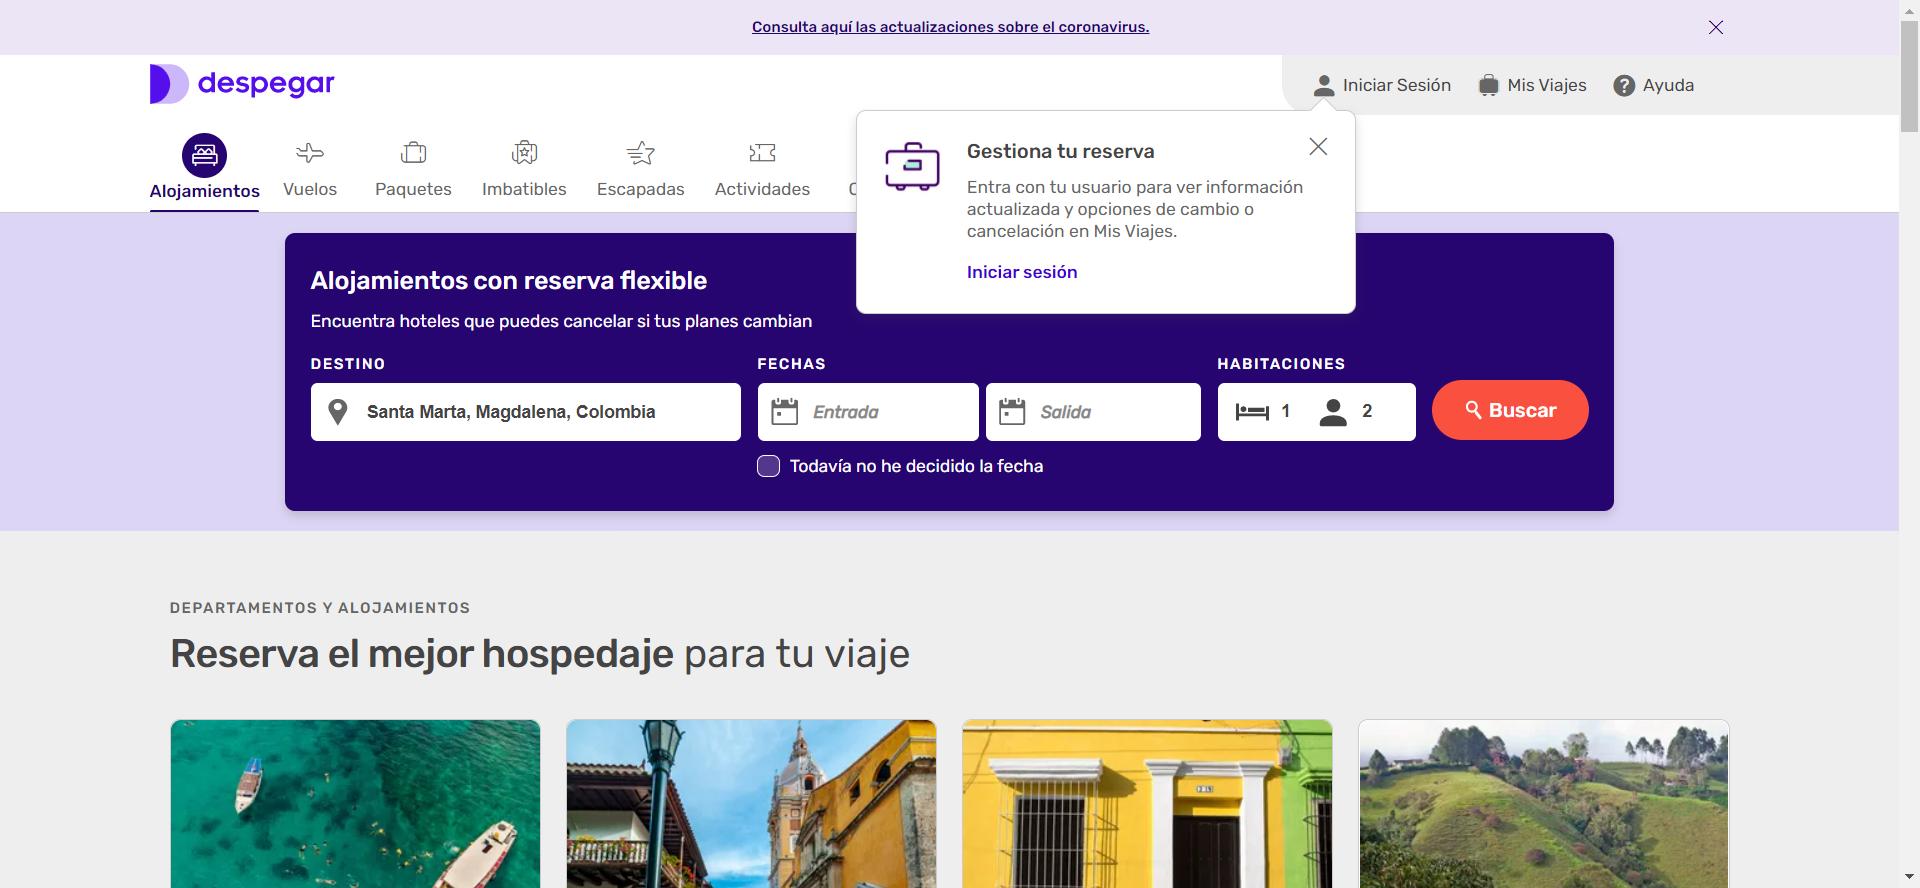 Consulta aquí las actualizaciones sobre el coronavirus.
despegar
Iniciar Sesión
Mis Viajes
? Ayuda
Alojamientos
Vuelos
Paquetes
Imbatibles
Escapadas
Actividades
Gestiona tu reserva
Entra con tu usuario para ver información
actualizada y opciones de cambio o
cancelación en Mis Viajes.
Iniciar sesión
Alojamientos con reserva flexible
Encuentra hoteles que puedes cancelar si tus planes cambian
DESTINO
Santa Marta, Magdalena, Colombia
FECHAS
Entrada
Salida
HABITACIONES
1
2
Buscar
Todavía no he decidido la fecha
DEPARTAMENTOS Y ALOJAMIENTOS
Reserva el mejor hospedaje para tu viaje